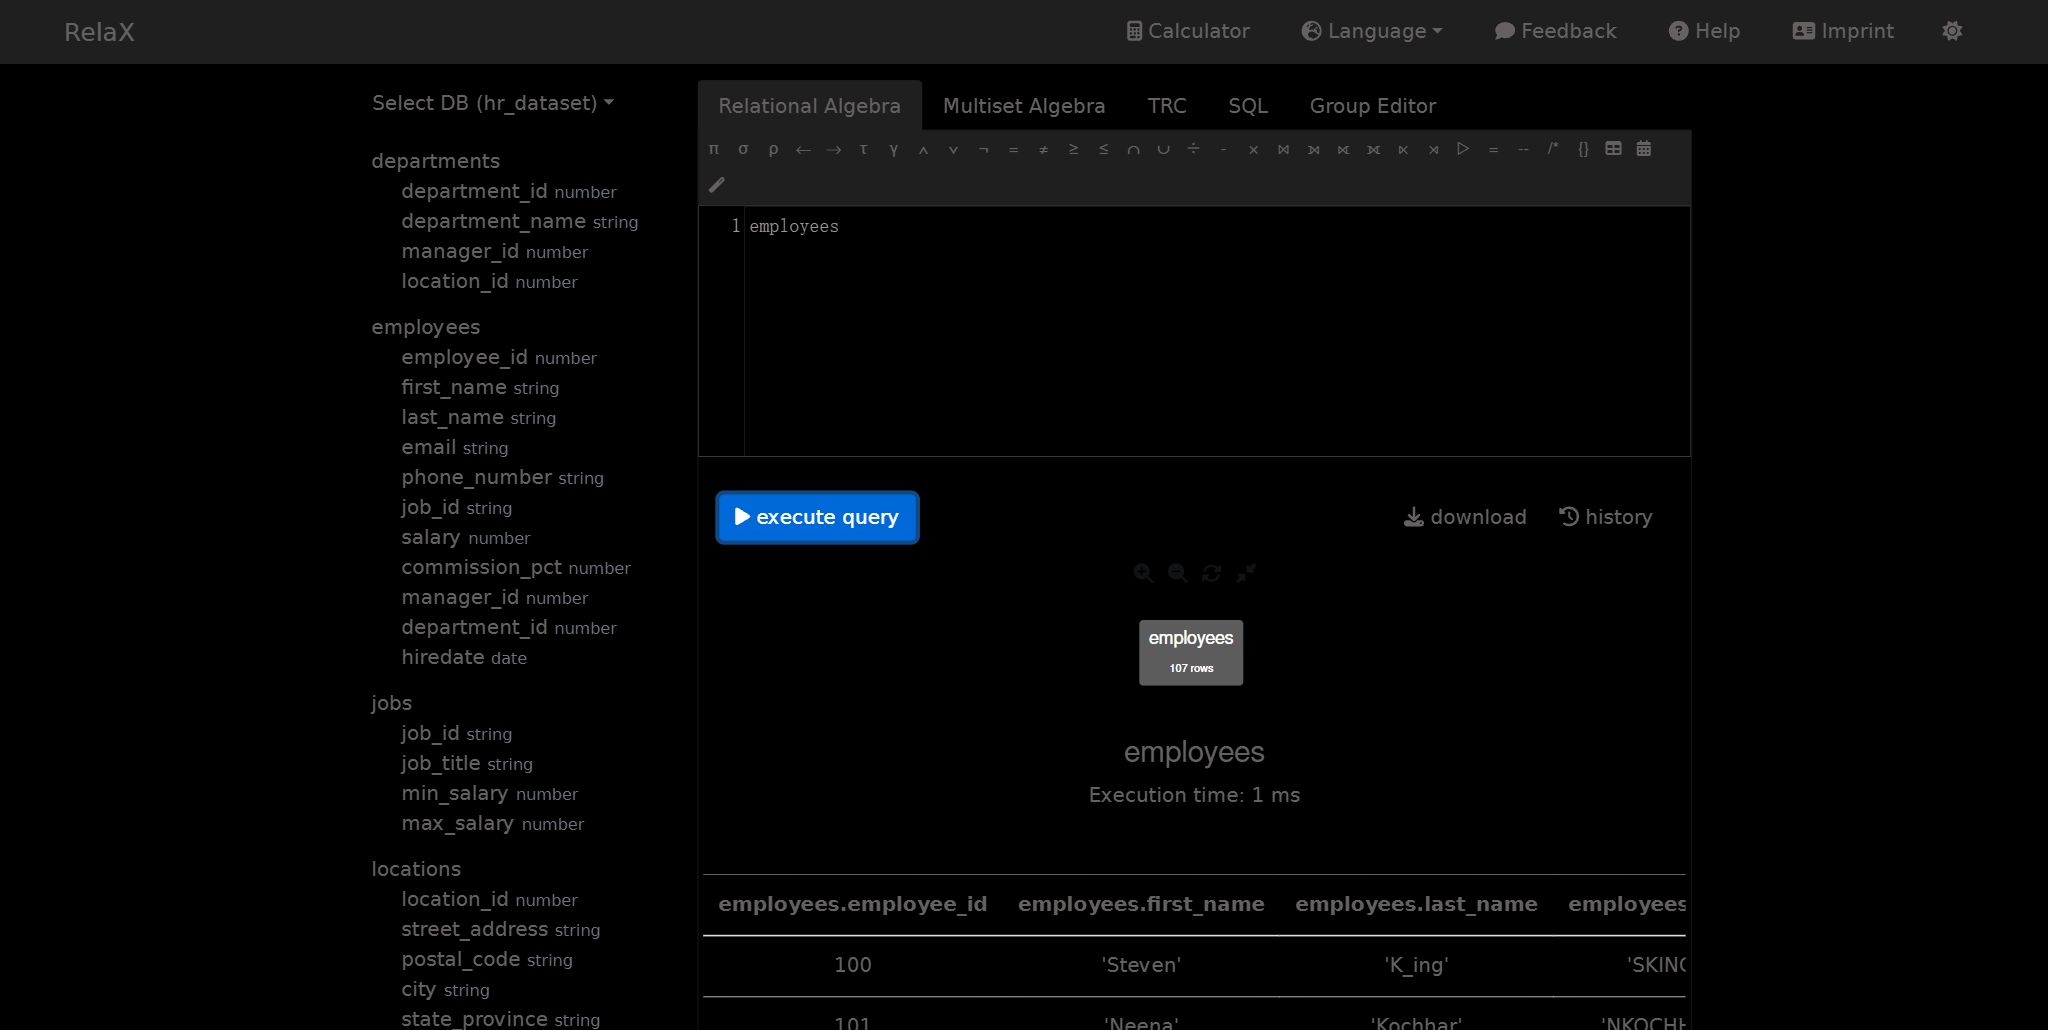 RelaX
Calculator
Language
Feedback
Help
Imprint
Select DB (hr_dataset)
departments
department_id number
department_name string
manager_id number
location_id number
employees
employee_id number
first_name string
last_name string
email string
phone_number string
job_id string
salary number
commission_pct number
manager_id number
department_id number
hiredate date
jobs
job_id string
job_title string
min_salary number
max_salary number
locations
location_id number
street_address string
postal_code string
city string
state_province string
Relational Algebra
Multiset Algebra
TRC
SQL
Group Editor
π σ ρ ← → τ γ ∧ ∨ ¬ = ≠ ≥ ≤ ∩ ∪ ÷ - × ⨝ ⟕ ⟖ ⟗ ⋉ ⋊ ▷ = -- /* {}
1 employees
execute query
download
history
employees
107 rows
employees
Execution time: 1 ms
employees.employee_id employees.first_name employees.last_name employees
100 'Steven' 'K_ing' 'SKING
101 'Neena' 'Kochhar' 'NKOCHH